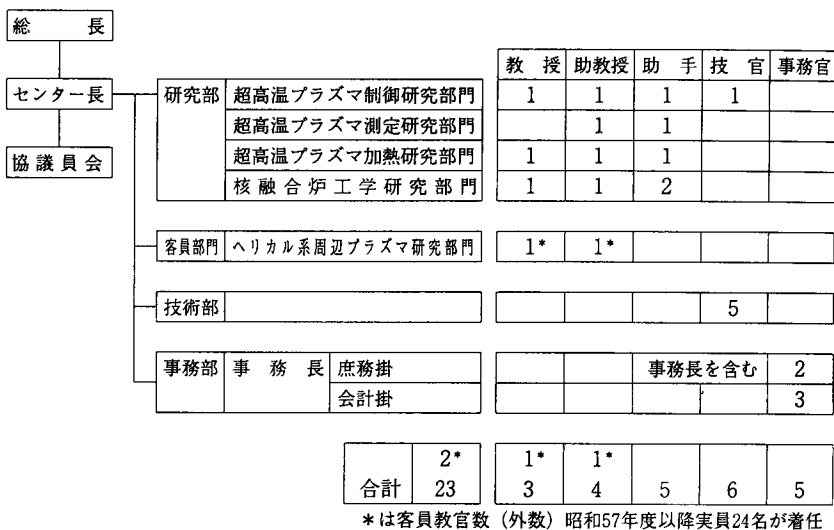 総長
教授 助教授 助手 技官 事務官
センター長 研究部 超高温プラズマ制御研究部門 1 1 1 1
超高温プラズマ測定研究部門 1 1
協議員会 超高温プラズマ加熱研究部門 1 1 1
核融合炉工学研究部門 1 1 2
客員部門 ヘリカル系周辺プラズマ研究部門 1* 1*
技術部 5
事務部 事務長 庶務掛 事務長を含む 2
会計掛 3
2* 1* 1*
合計 23 3 4 5 6 5
*は客員教官数(外数)昭和57年度以降実員24名が着任